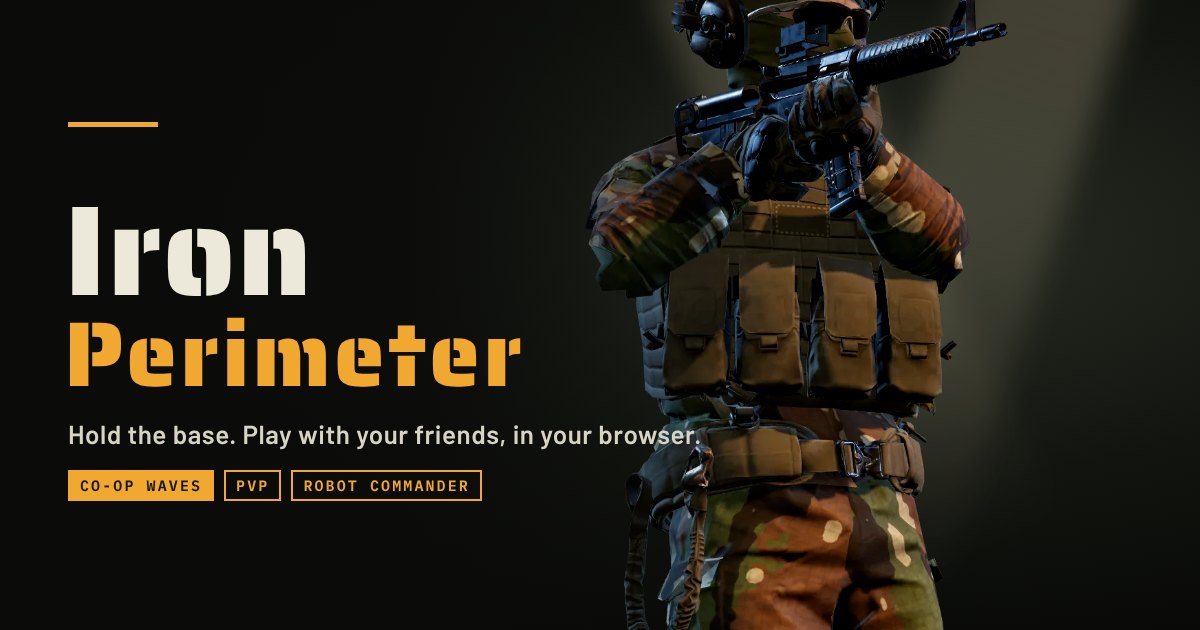 Iron
Perimeter
Hold the base. Play with your friends, in your browser.
CO-OP WAVES PVP ROBOT COMMANDER